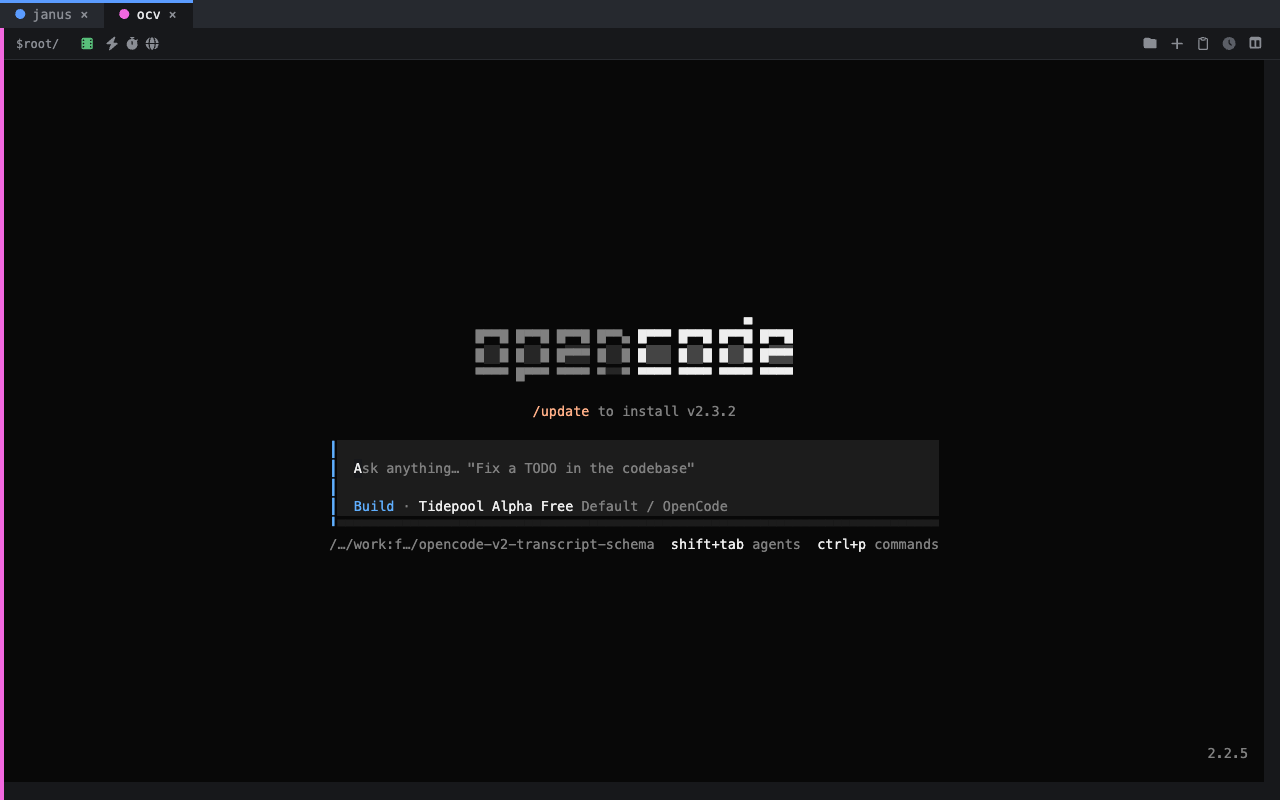 janus × ocv ×
$root/
opencode
/update to install v2.3.2
Ask anything… "Fix a TODO in the codebase"
Build · Tidepool Alpha Free Default / OpenCode
/…/work:f…/opencode-v2-transcript-schema shift+tab agents ctrl+p commands
2.2.5